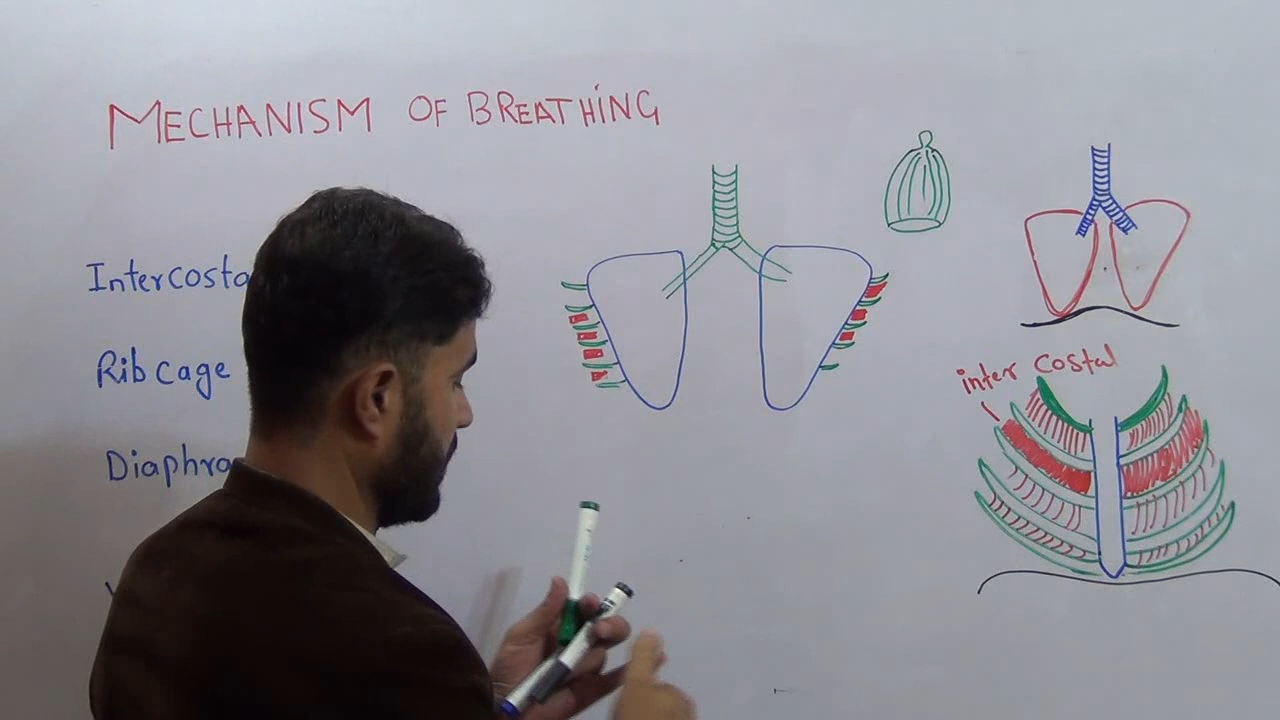 MECHANISM OF BREATHING
Intercosta
Rib cage
Diaphra
inter costal